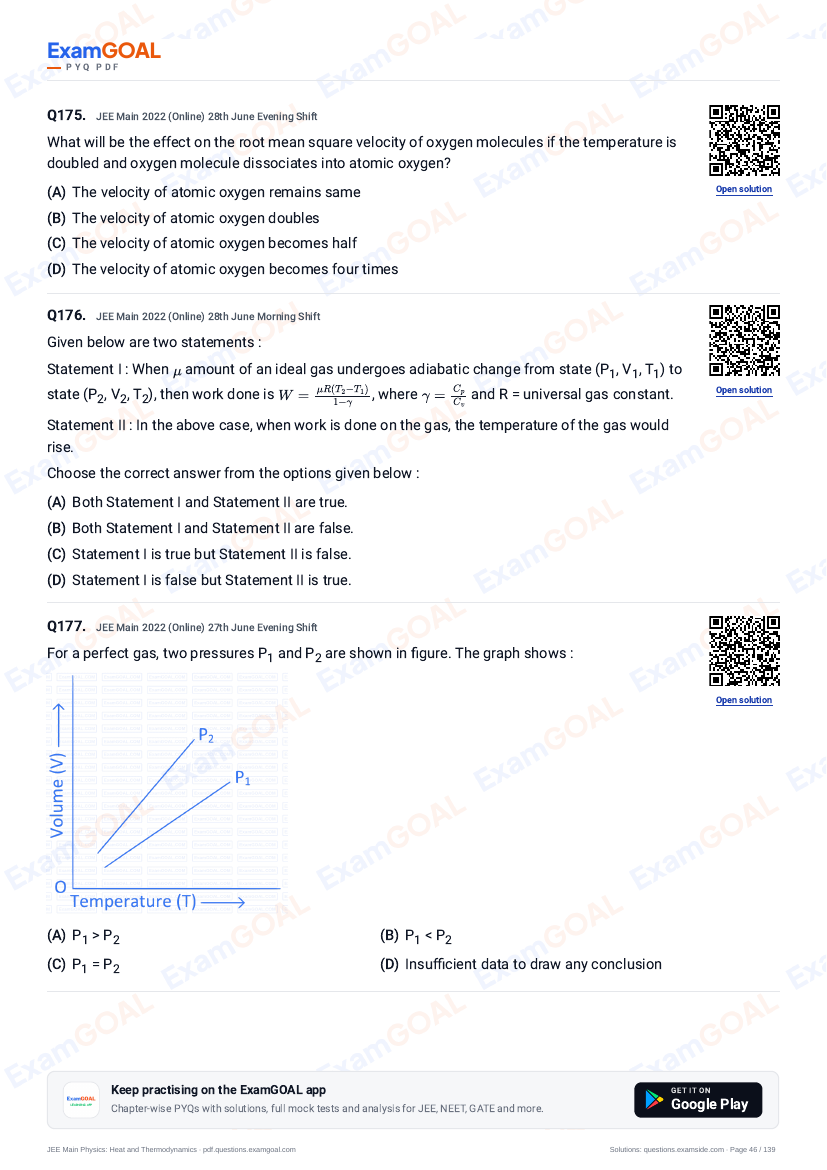 ExamGOAL
PYQ PDF
Q175. JEE Main 2022 (Online) 28th June Evening Shift
What will be the effect on the root mean square velocity of oxygen molecules if the temperature is
doubled and oxygen molecule dissociates into atomic oxygen?
(A) The velocity of atomic oxygen remains same
(B) The velocity of atomic oxygen doubles
(C) The velocity of atomic oxygen becomes half
(D) The velocity of atomic oxygen becomes four times
Open solution
Q176. JEE Main 2022 (Online) 28th June Morning Shift
Given below are two statements :
Statement I : When μ amount of an ideal gas undergoes adiabatic change from state (P₁, V₁, T₁) to
state (P₂, V₂, T₂), then work done is W = μR(T₂−T₁)/1−γ, where γ = Cₚ/Cᵥ and R = universal gas constant.
Statement II : In the above case, when work is done on the gas, the temperature of the gas would
rise.
Choose the correct answer from the options given below :
(A) Both Statement I and Statement II are true.
(B) Both Statement I and Statement II are false.
(C) Statement I is true but Statement II is false.
(D) Statement I is false but Statement II is true.
Open solution
Q177. JEE Main 2022 (Online) 27th June Evening Shift
For a perfect gas, two pressures P₁ and P₂ are shown in figure. The graph shows :
Open solution
P₂
P₁
Volume (V)
O
Temperature (T)
(A) P₁ > P₂
(B) P₁ < P₂
(C) P₁ = P₂
(D) Insufficient data to draw any conclusion
ExamGOAL
Keep practising on the ExamGOAL app
Chapter-wise PYQs with solutions, full mock tests and analysis for JEE, NEET, GATE and more.
GET IT ON
Google Play
JEE Main Physics: Heat and Thermodynamics · pdf.questions.examgoal.com
Solutions: questions.examside.com · Page 46 / 139